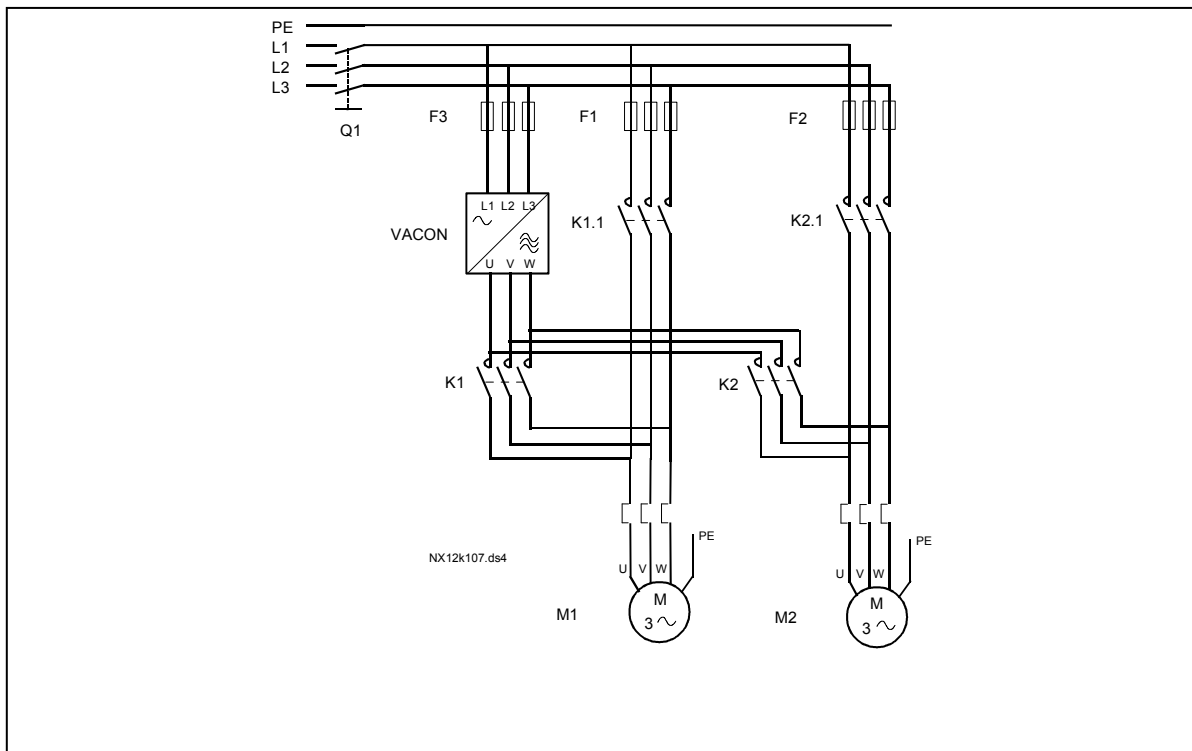 PE
L1
L2
L3
Q1
F3
F1
F2
L1 L2 L3
VACON
U V W
K1.1
K2.1
K1
K2
NX12k107.ds4
PE
U V W
M1
M
3
PE
U V W
M2
M
3